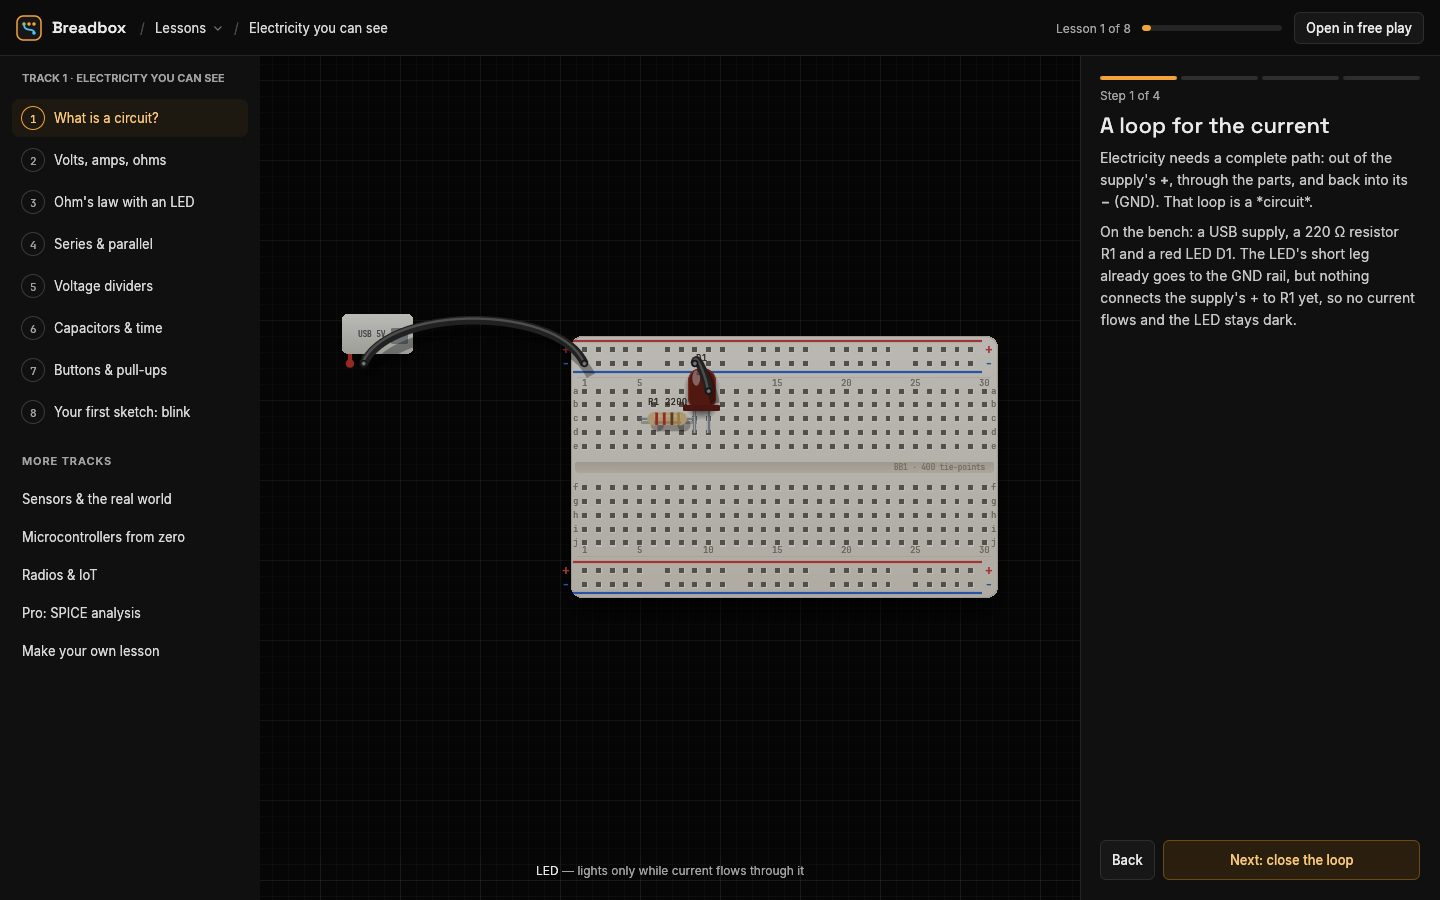 Breadbox / Lessons / Electricity you can see
Lesson 1 of 8
Open in free play
TRACK 1 · ELECTRICITY YOU CAN SEE
1 What is a circuit?
2 Volts, amps, ohms
3 Ohm's law with an LED
4 Series & parallel
5 Voltage dividers
6 Capacitors & time
7 Buttons & pull-ups
8 Your first sketch: blink
MORE TRACKS
Sensors & the real world
Microcontrollers from zero
Radios & IoT
Pro: SPICE analysis
Make your own lesson
USB 5V
+ +
- -
1 5 15 20 25 30
a a
b b
c c
d d
e e
R1 220Ω
BB1 · 400 tie-points
f f
g g
h h
i i
j j
1 5 10 15 20 25 30
+ +
- -
LED — lights only while current flows through it
Step 1 of 4
A loop for the current
Electricity needs a complete path: out of the
supply's +, through the parts, and back into its
− (GND). That loop is a *circuit*.
On the bench: a USB supply, a 220 Ω resistor
R1 and a red LED D1. The LED's short leg
already goes to the GND rail, but nothing
connects the supply's + to R1 yet, so no current
flows and the LED stays dark.
Back
Next: close the loop